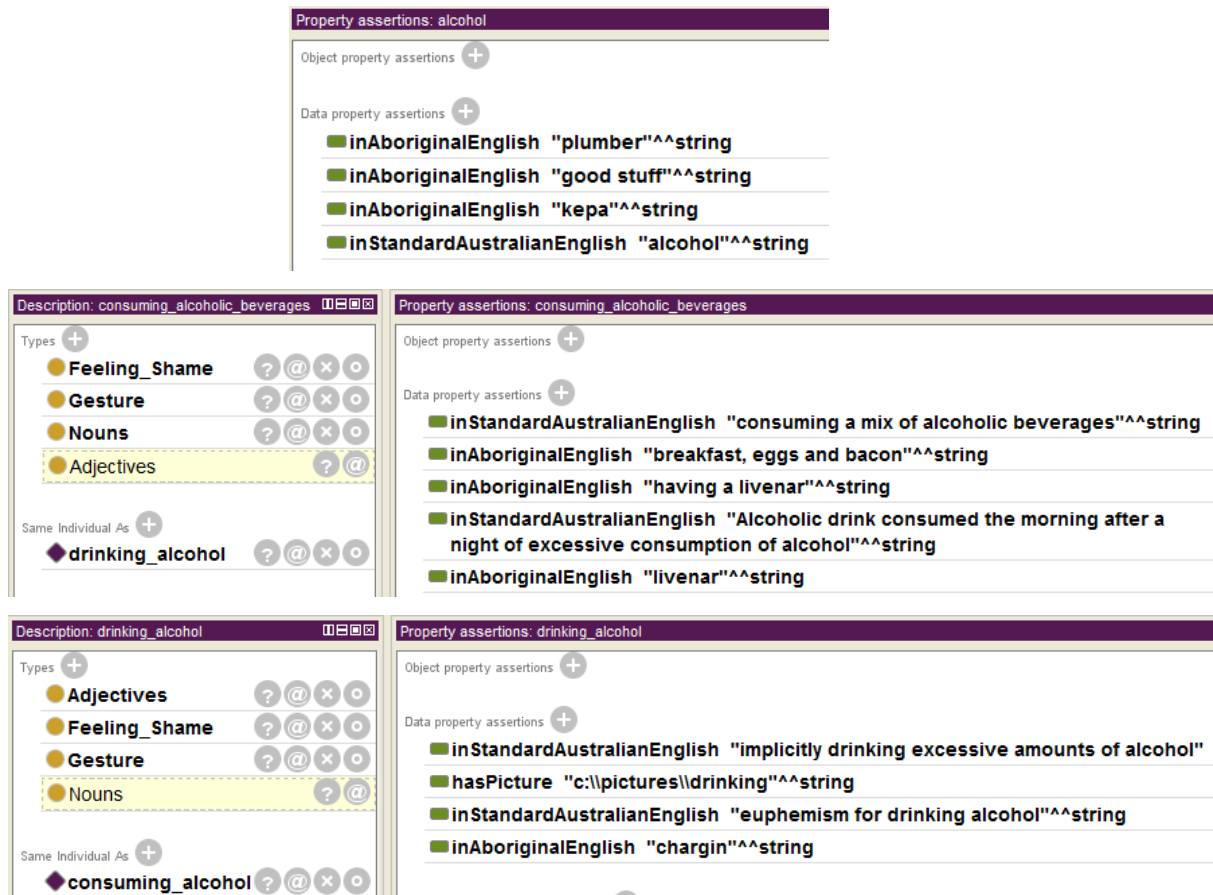 Property assertions: alcohol
Object property assertions
Data property assertions
inAboriginalEnglish "plumber"^^string
inAboriginalEnglish "good stuff"^^string
inAboriginalEnglish "kepa"^^string
inStandardAustralianEnglish "alcohol"^^string
Description: consuming_alcoholic_beverages
Types
Feeling_Shame
Gesture
Nouns
Adjectives
Same Individual As
drinking_alcohol
Property assertions: consuming_alcoholic_beverages
Object property assertions
Data property assertions
inStandardAustralianEnglish "consuming a mix of alcoholic beverages"^^string
inAboriginalEnglish "breakfast, eggs and bacon"^^string
inAboriginalEnglish "having a livenar"^^string
inStandardAustralianEnglish "Alcoholic drink consumed the morning after a
night of excessive consumption of alcohol"^^string
inAboriginalEnglish "livenar"^^string
Description: drinking_alcohol
Types
Adjectives
Feeling_Shame
Gesture
Nouns
Same Individual As
consuming_alcohol
Property assertions: drinking_alcohol
Object property assertions
Data property assertions
inStandardAustralianEnglish "implicitly drinking excessive amounts of alcohol"
hasPicture "c:\\pictures\\drinking"^^string
inStandardAustralianEnglish "euphemism for drinking alcohol"^^string
inAboriginalEnglish "chargin"^^string